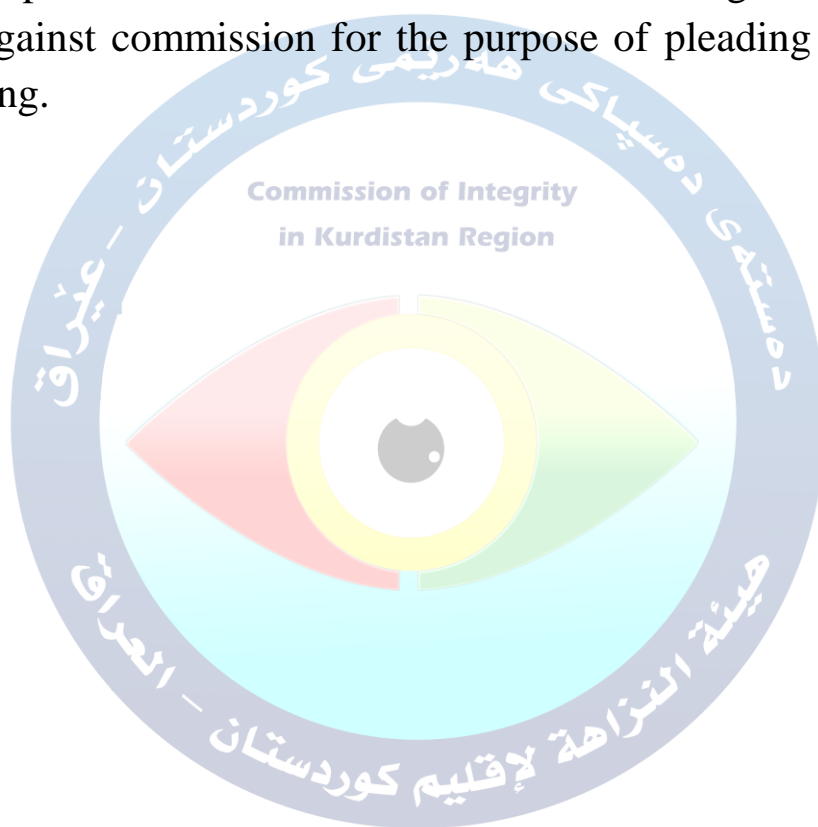 gainst commission for the purpose of pleading
ng.
دەستەی دەسپاکی هەرێمی کوردستان – عێراق
Commission of Integrity
in Kurdistan Region
هيئة النزاهة لإقليم كوردستان – العراق